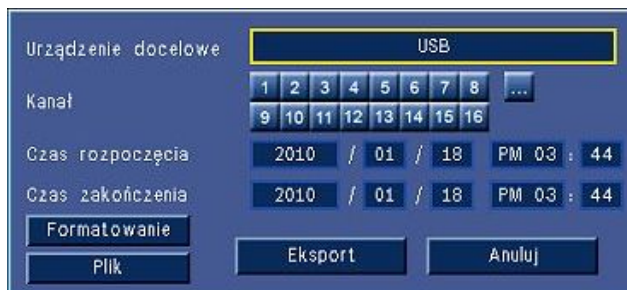 Urządzenie docelowe USB
Kanał
1 2 3 4 5 6 7 8 ...
9 10 11 12 13 14 15 16
Czas rozpoczęcia 2010 / 01 / 18 PM 03 : 44
Czas zakończenia 2010 / 01 / 18 PM 03 : 44
Formatowanie
Plik
Eksport
Anuluj